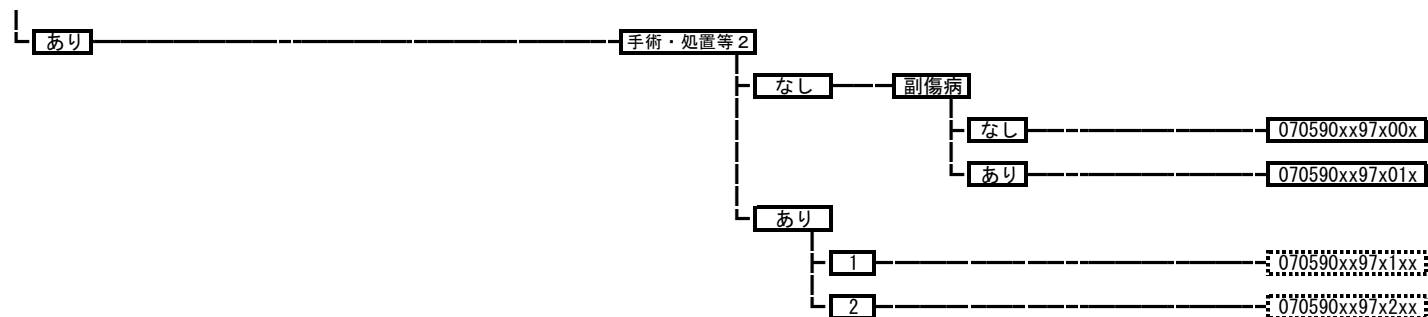 あり 手術・処置等２
なし 副傷病
なし 070590xx97x00x
あり 070590xx97x01x
あり
1 070590xx97x1xx
2 070590xx97x2xx